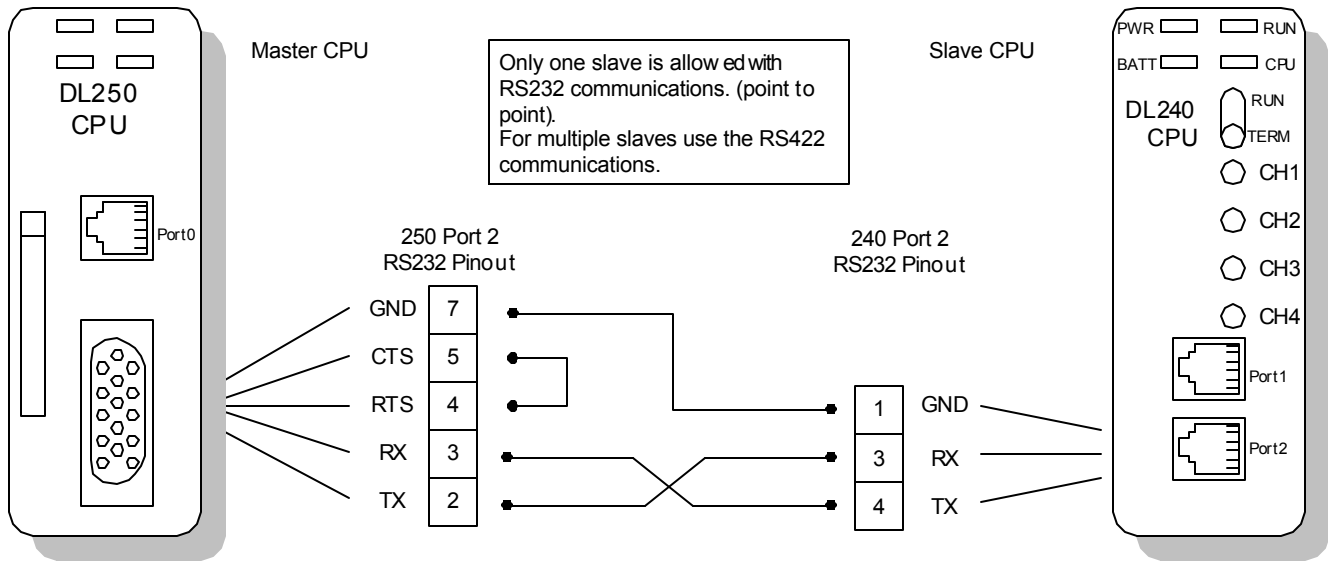 Master CPU
Only one slave is allowed with
RS232 communications. (point to
point).
For multiple slaves use the RS422
communications.
Slave CPU
DL250
CPU
Port0
PWR
RUN
BATT
CPU
DL240
CPU
RUN
TERM
CH1
CH2
CH3
CH4
Port1
Port2
250 Port 2
RS232 Pinout
GND 7
CTS 5
RTS 4
RX 3
TX 2
240 Port 2
RS232 Pinout
1 GND
3 RX
4 TX